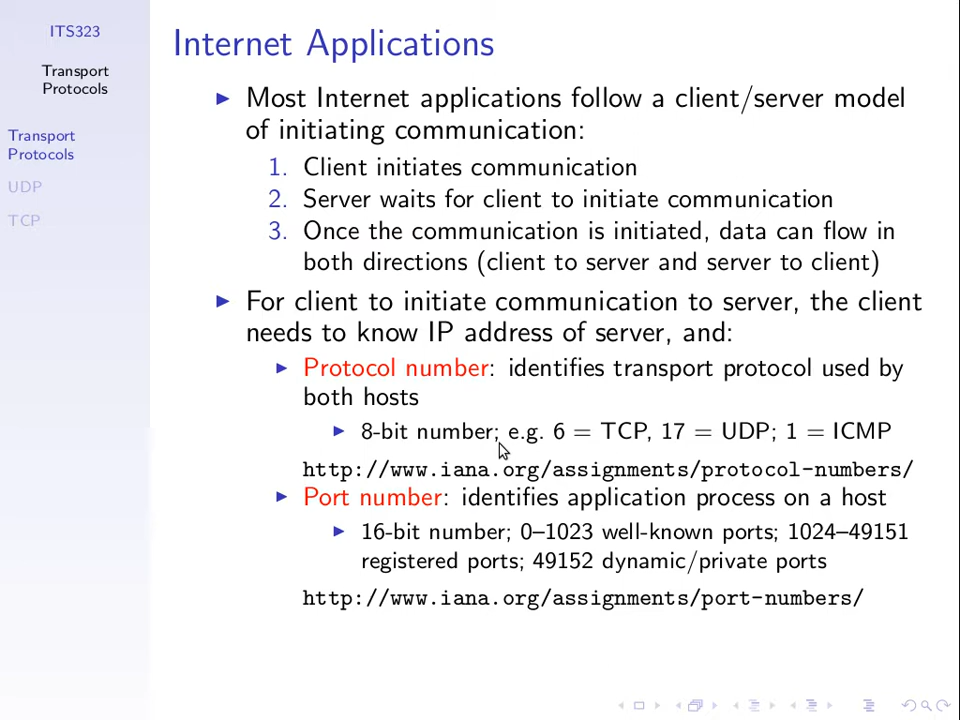 ITS323
Transport
Protocols
Transport
Protocols
UDP
TCP
Internet Applications
Most Internet applications follow a client/server model
of initiating communication:
1. Client initiates communication
2. Server waits for client to initiate communication
3. Once the communication is initiated, data can flow in
both directions (client to server and server to client)
For client to initiate communication to server, the client
needs to know IP address of server, and:
Protocol number: identifies transport protocol used by
both hosts
8-bit number; e.g. 6 = TCP, 17 = UDP; 1 = ICMP
http://www.iana.org/assignments/protocol-numbers/
Port number: identifies application process on a host
16-bit number; 0–1023 well-known ports; 1024–49151
registered ports; 49152 dynamic/private ports
http://www.iana.org/assignments/port-numbers/